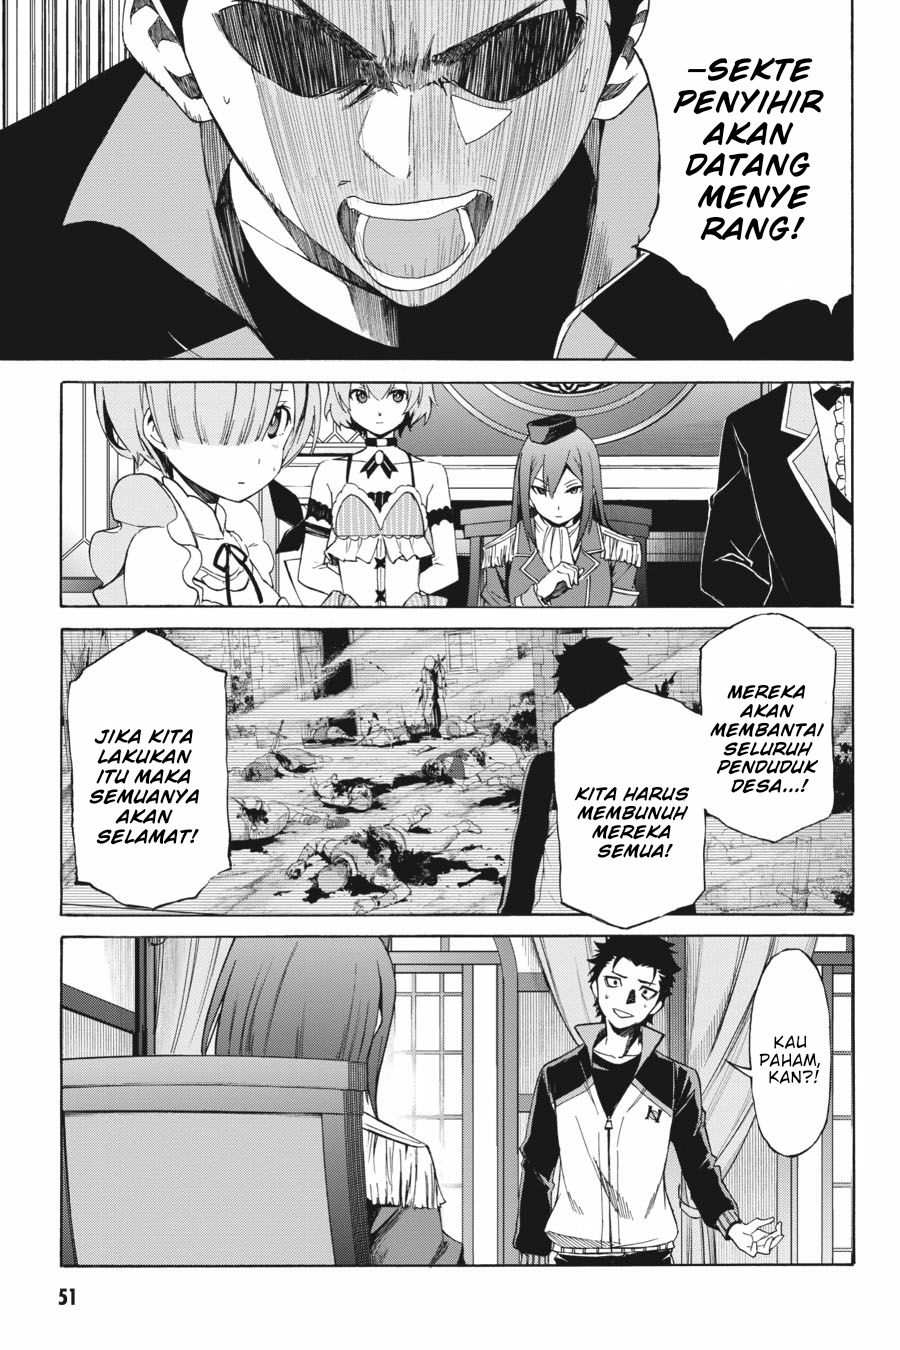 –SEKTE
PENYIHIR
AKAN
DATANG
MENYE
RANG!
MEREKA
AKAN
MEMBANTAI
SELURUH
PENDUDUK
DESA...!
KITA HARUS
MEMBUNUH
MEREKA
SEMUA!
JIKA KITA
LAKUKAN
ITU MAKA
SEMUANYA
AKAN
SELAMAT!
KAU
PAHAM,
KAN?!
51